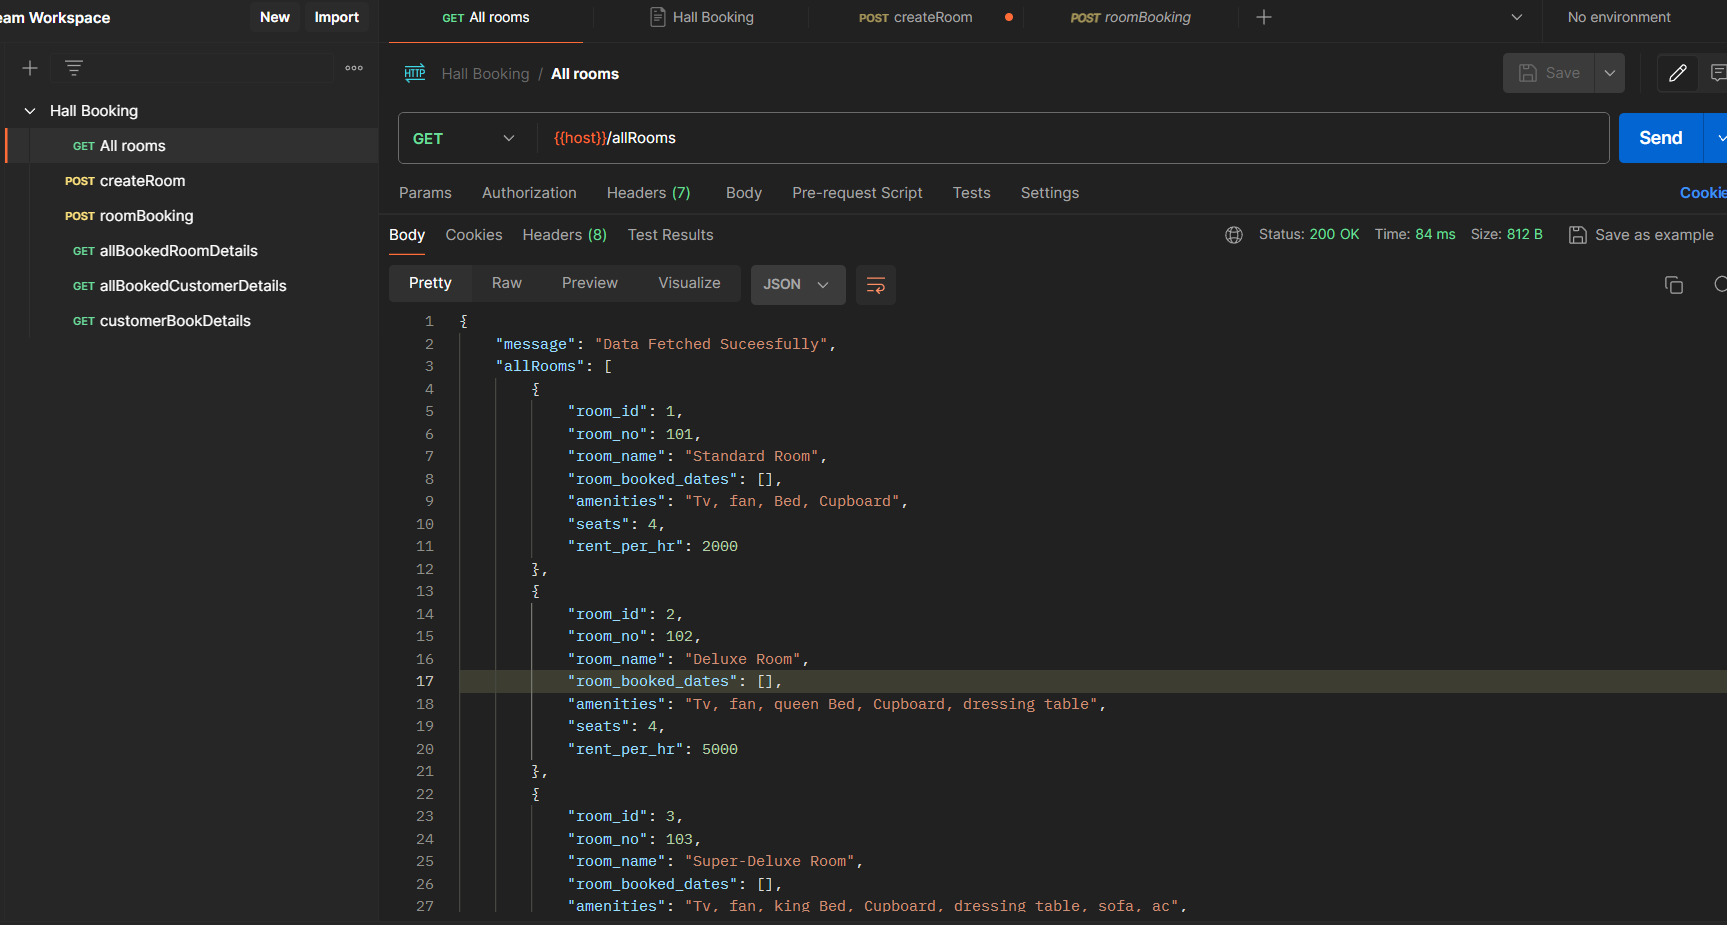 eam Workspace New Import
GET All rooms Hall Booking POST createRoom POST roomBooking No environment
Hall Booking / All rooms Save
Hall Booking
GET All rooms
POST createRoom
POST roomBooking
GET allBookedRoomDetails
GET allBookedCustomerDetails
GET customerBookDetails
HTTP
GET {{host}}/allRooms Send
Params Authorization Headers (7) Body Pre-request Script Tests Settings Cookie
Body Cookies Headers (8) Test Results Status: 200 OK Time: 84 ms Size: 812 B Save as example
Pretty Raw Preview Visualize JSON
1 {
2 "message": "Data Fetched Suceesfully",
3 "allRooms": [
4 {
5 "room_id": 1,
6 "room_no": 101,
7 "room_name": "Standard Room",
8 "room_booked_dates": [],
9 "amenities": "Tv, fan, Bed, Cupboard",
10 "seats": 4,
11 "rent_per_hr": 2000
12 },
13 {
14 "room_id": 2,
15 "room_no": 102,
16 "room_name": "Deluxe Room",
17 "room_booked_dates": [],
18 "amenities": "Tv, fan, queen Bed, Cupboard, dressing table",
19 "seats": 4,
20 "rent_per_hr": 5000
21 },
22 {
23 "room_id": 3,
24 "room_no": 103,
25 "room_name": "Super-Deluxe Room",
26 "room_booked_dates": [],
27 "amenities": "Tv, fan, king Bed, Cupboard, dressing table, sofa, ac",